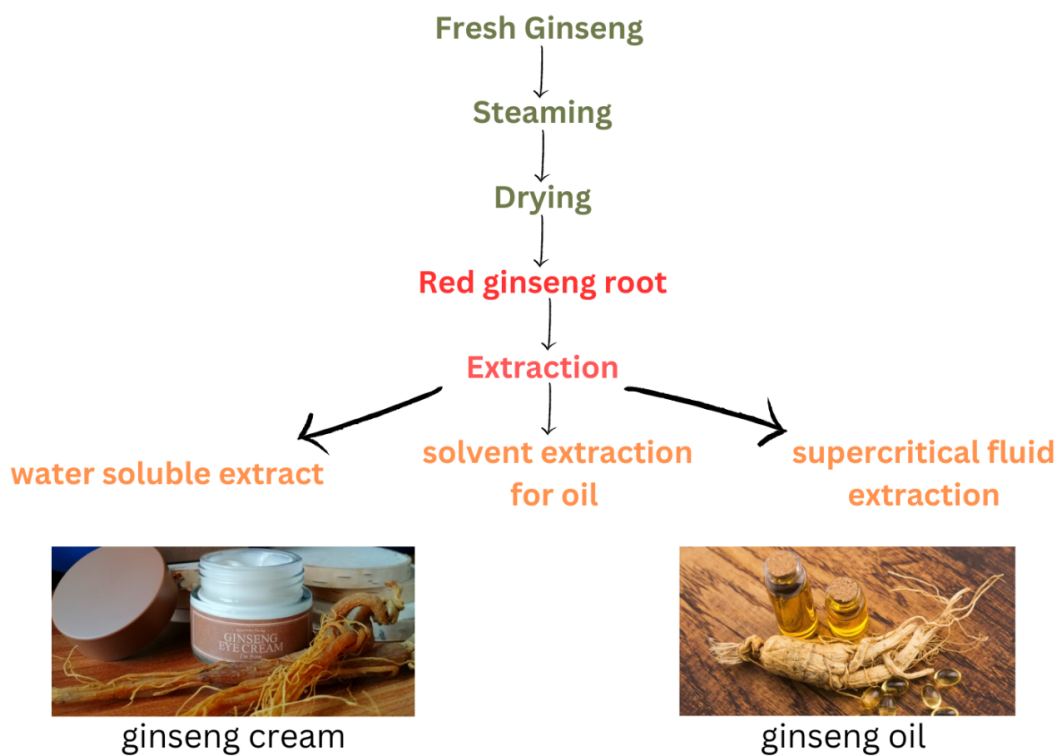 Fresh Ginseng
Steaming
Drying
Red ginseng root
Extraction
water soluble extract
solvent extraction
for oil
supercritical fluid
extraction
GINSENG
EYE CREAM
I'm from
ginseng cream
ginseng oil